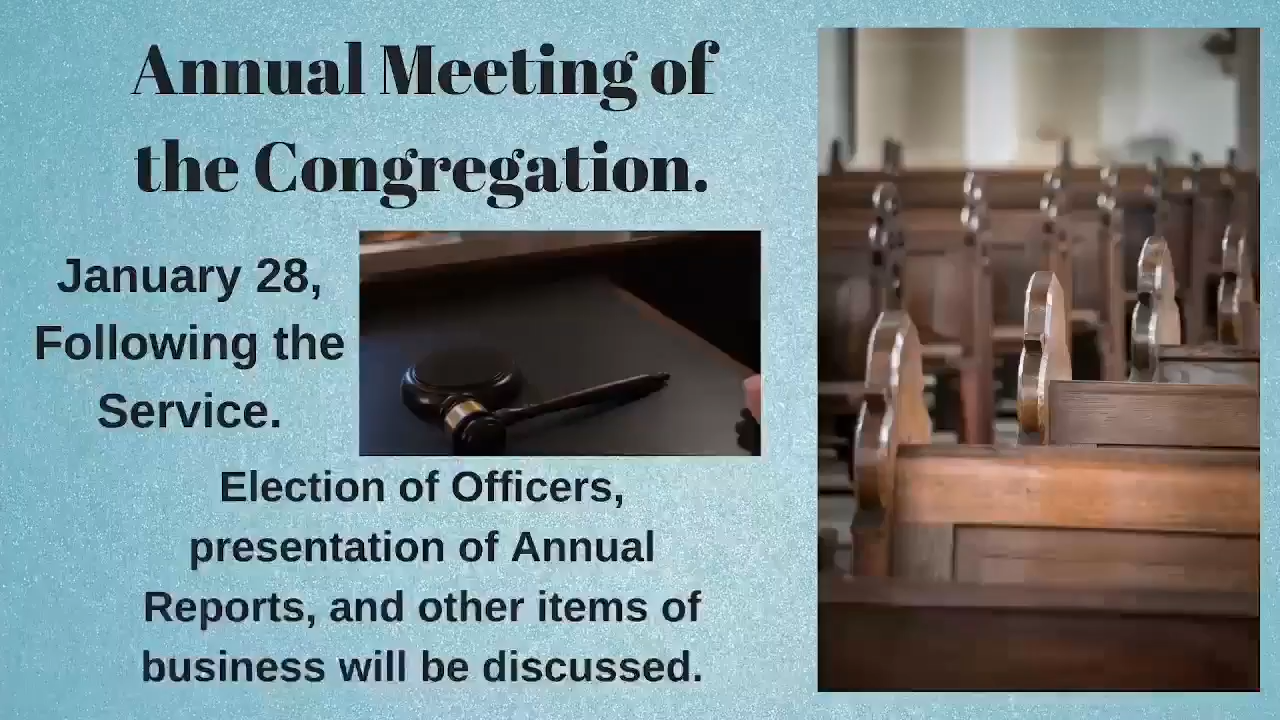 Annual Meeting of
the Congregation.
January 28,
Following the
Service.
Election of Officers,
presentation of Annual
Reports, and other items of
business will be discussed.